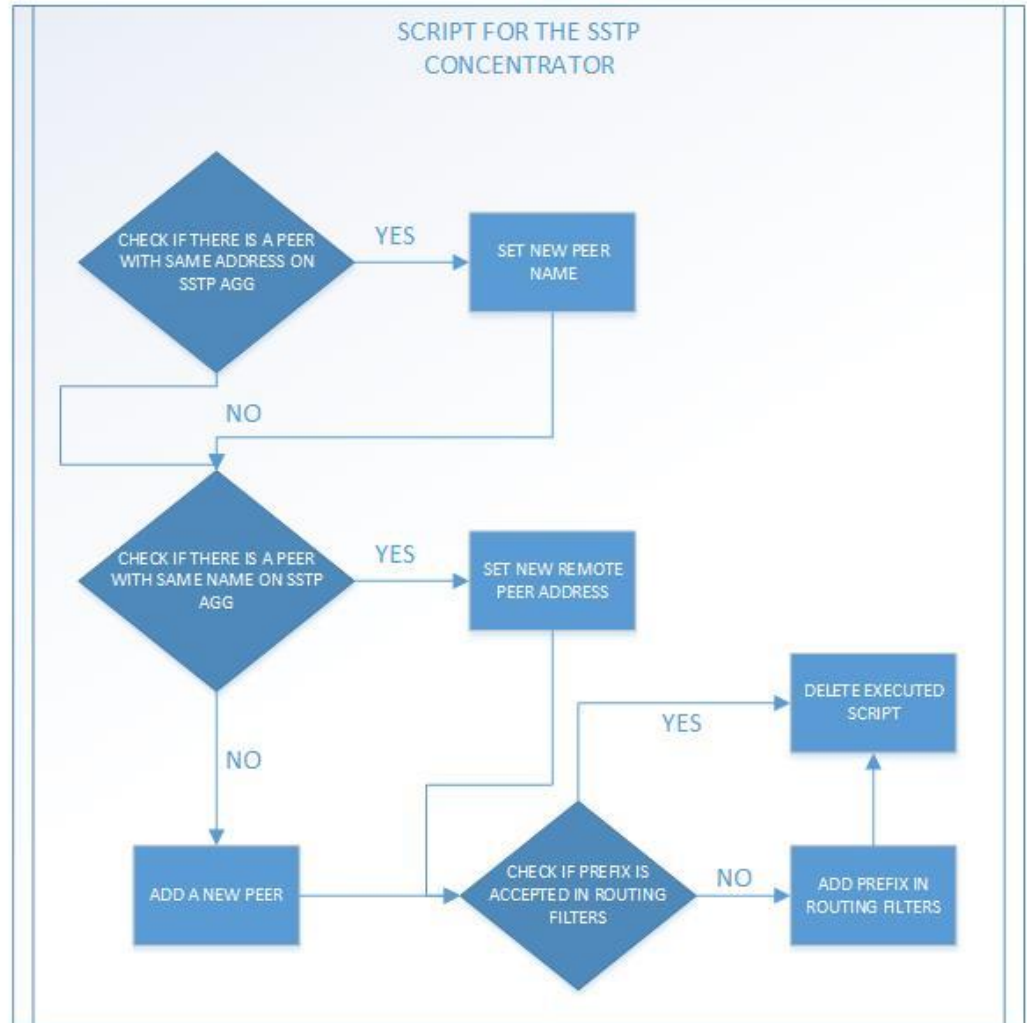 SCRIPT FOR THE SSTP
CONCENTRATOR
CHECK IF THERE IS A PEER
WITH SAME ADDRESS ON
SSTP AGG
YES
SET NEW PEER
NAME
NO
CHECK IF THERE IS A PEER
WITH SAME NAME ON SSTP
AGG
YES
SET NEW REMOTE
PEER ADDRESS
NO
ADD A NEW PEER
CHECK IF PREFIX IS
ACCEPTED IN ROUTING
FILTERS
YES
DELETE EXECUTED
SCRIPT
NO
ADD PREFIX IN
ROUTING FILTERS